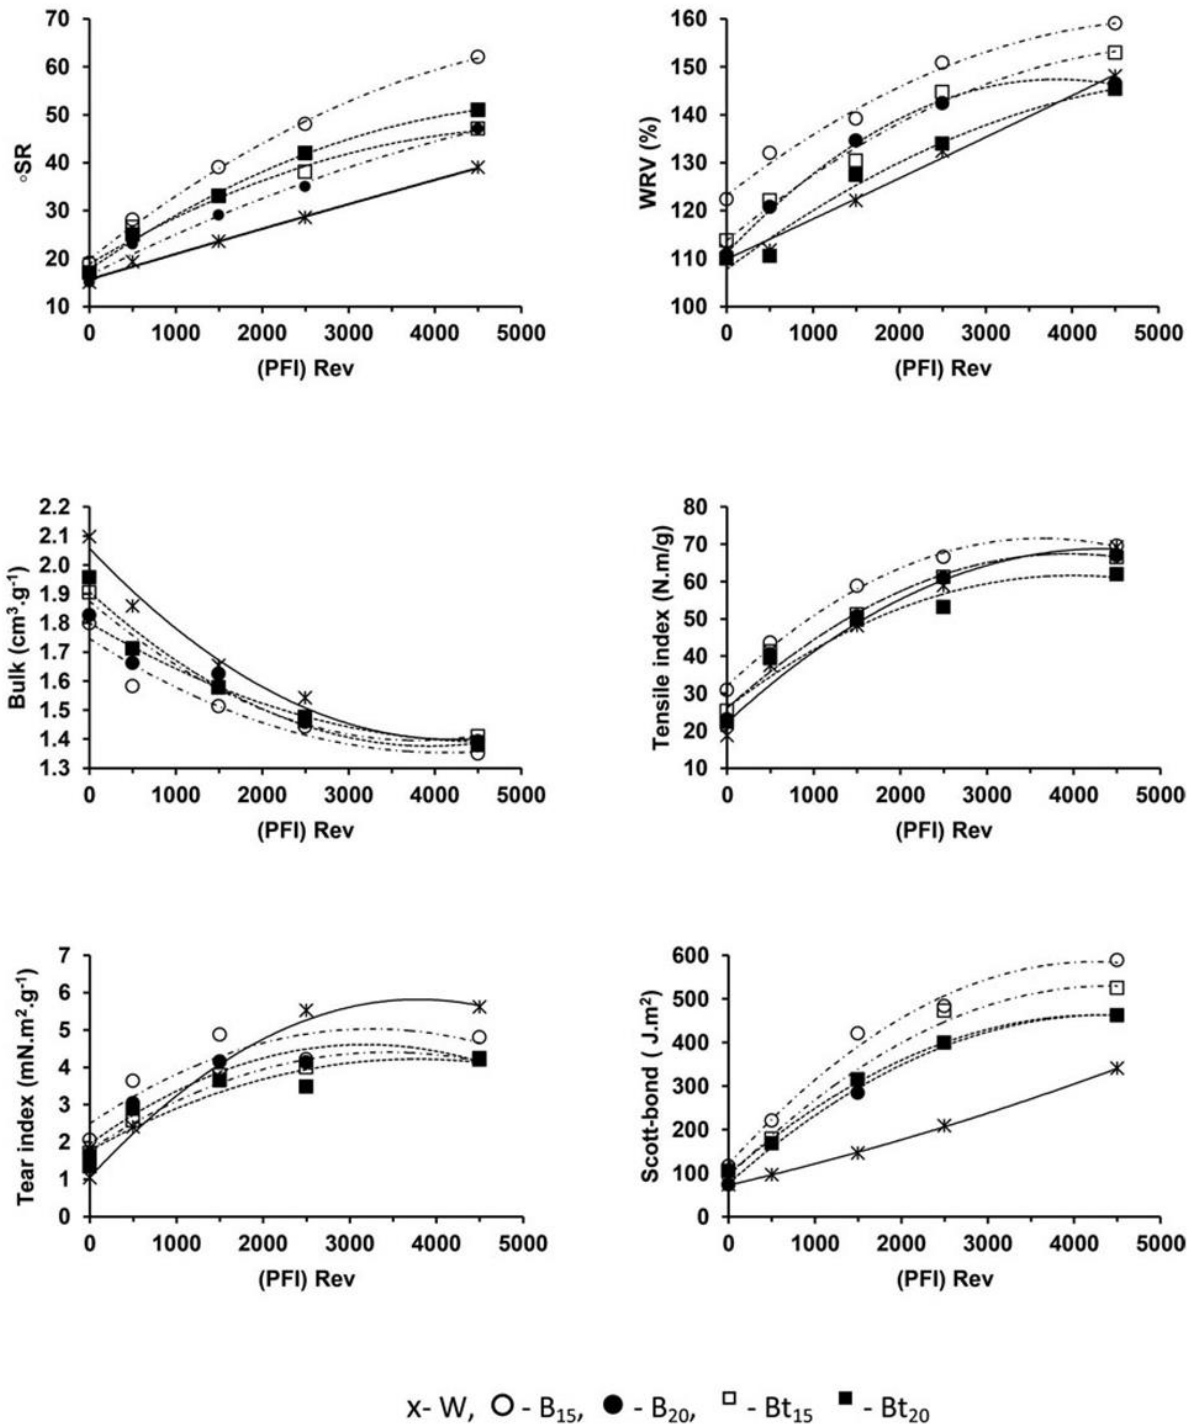 70
60
50
40
30
20
10
°SR
0 1000 2000 3000 4000 5000
(PFI) Rev
160
150
140
130
120
110
100
WRV (%)
0 1000 2000 3000 4000 5000
(PFI) Rev
2.2
2.1
2.0
1.9
1.8
1.7
1.6
1.5
1.4
1.3
Bulk (cm³.g⁻¹)
0 1000 2000 3000 4000 5000
(PFI) Rev
80
70
60
50
40
30
20
10
Tensile index (N.m/g)
0 1000 2000 3000 4000 5000
(PFI) Rev
7
6
5
4
3
2
1
0
Tear index (mN.m².g⁻¹)
0 1000 2000 3000 4000 5000
(PFI) Rev
600
500
400
300
200
100
0
Scott-bond ( J.m²)
0 1000 2000 3000 4000 5000
(PFI) Rev
x- W, ○ - B₁₅, ● - B₂₀, □ - Bt₁₅ ■ - Bt₂₀